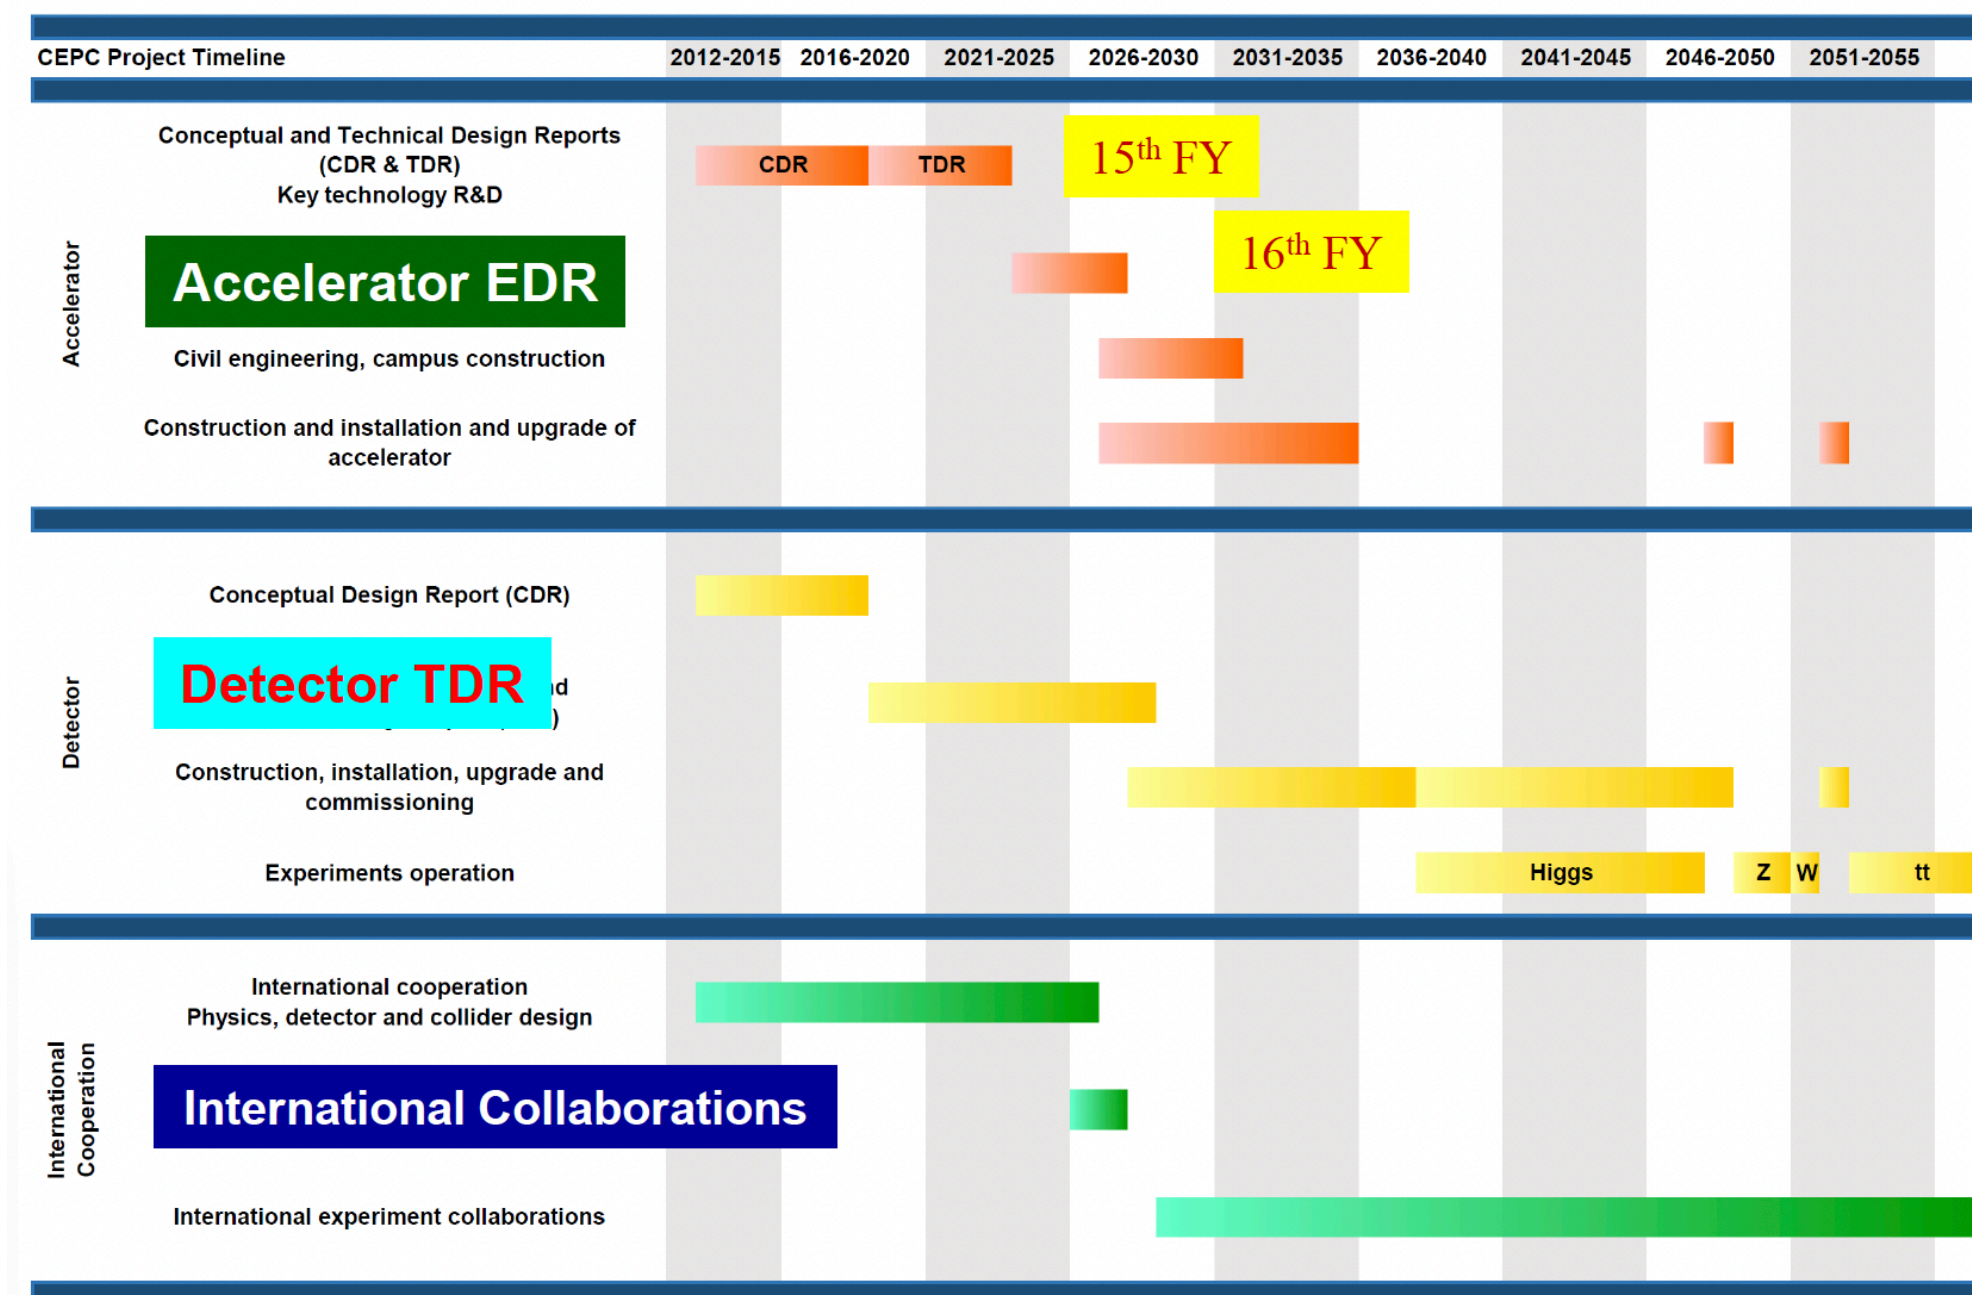 CEPC Project Timeline 2012-2015 2016-2020 2021-2025 2026-2030 2031-2035 2036-2040 2041-2045 2046-2050 2051-2055
Accelerator
Conceptual and Technical Design Reports
(CDR & TDR)
Key technology R&D
CDR TDR
15th FY
16th FY
Accelerator EDR
Civil engineering, campus construction
Construction and installation and upgrade of
accelerator
Detector
Conceptual Design Report (CDR)
Detector TDR
Construction, installation, upgrade and
commissioning
Experiments operation
Higgs Z W tt
International
Cooperation
International cooperation
Physics, detector and collider design
International Collaborations
International experiment collaborations